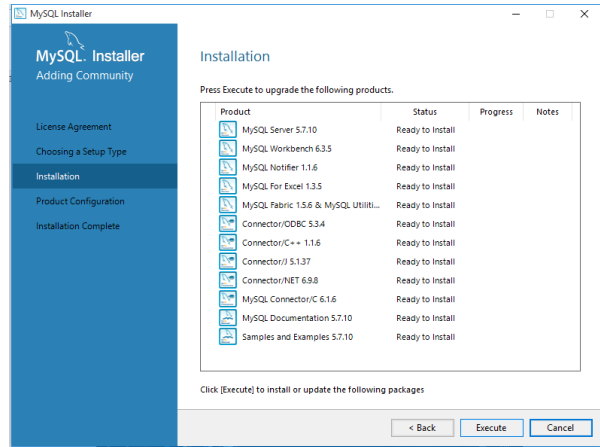 MySQL Installer
MySQL. Installer
Adding Community
License Agreement
Choosing a Setup Type
Installation
Product Configuration
Installation Complete
Installation
Press Execute to upgrade the following products.
Product Status Progress Notes
MySQL Server 5.7.10 Ready to Install
MySQL Workbench 6.3.5 Ready to Install
MySQL Notifier 1.1.6 Ready to Install
MySQL For Excel 1.3.5 Ready to Install
MySQL Fabric 1.5.6 & MySQL Utiliti... Ready to Install
Connector/ODBC 5.3.4 Ready to Install
Connector/C++ 1.1.6 Ready to Install
Connector/J 5.1.37 Ready to Install
Connector/NET 6.9.8 Ready to Install
MySQL Connector/C 6.1.6 Ready to Install
MySQL Documentation 5.7.10 Ready to Install
Samples and Examples 5.7.10 Ready to Install
Click [Execute] to install or update the following packages
< Back Execute Cancel